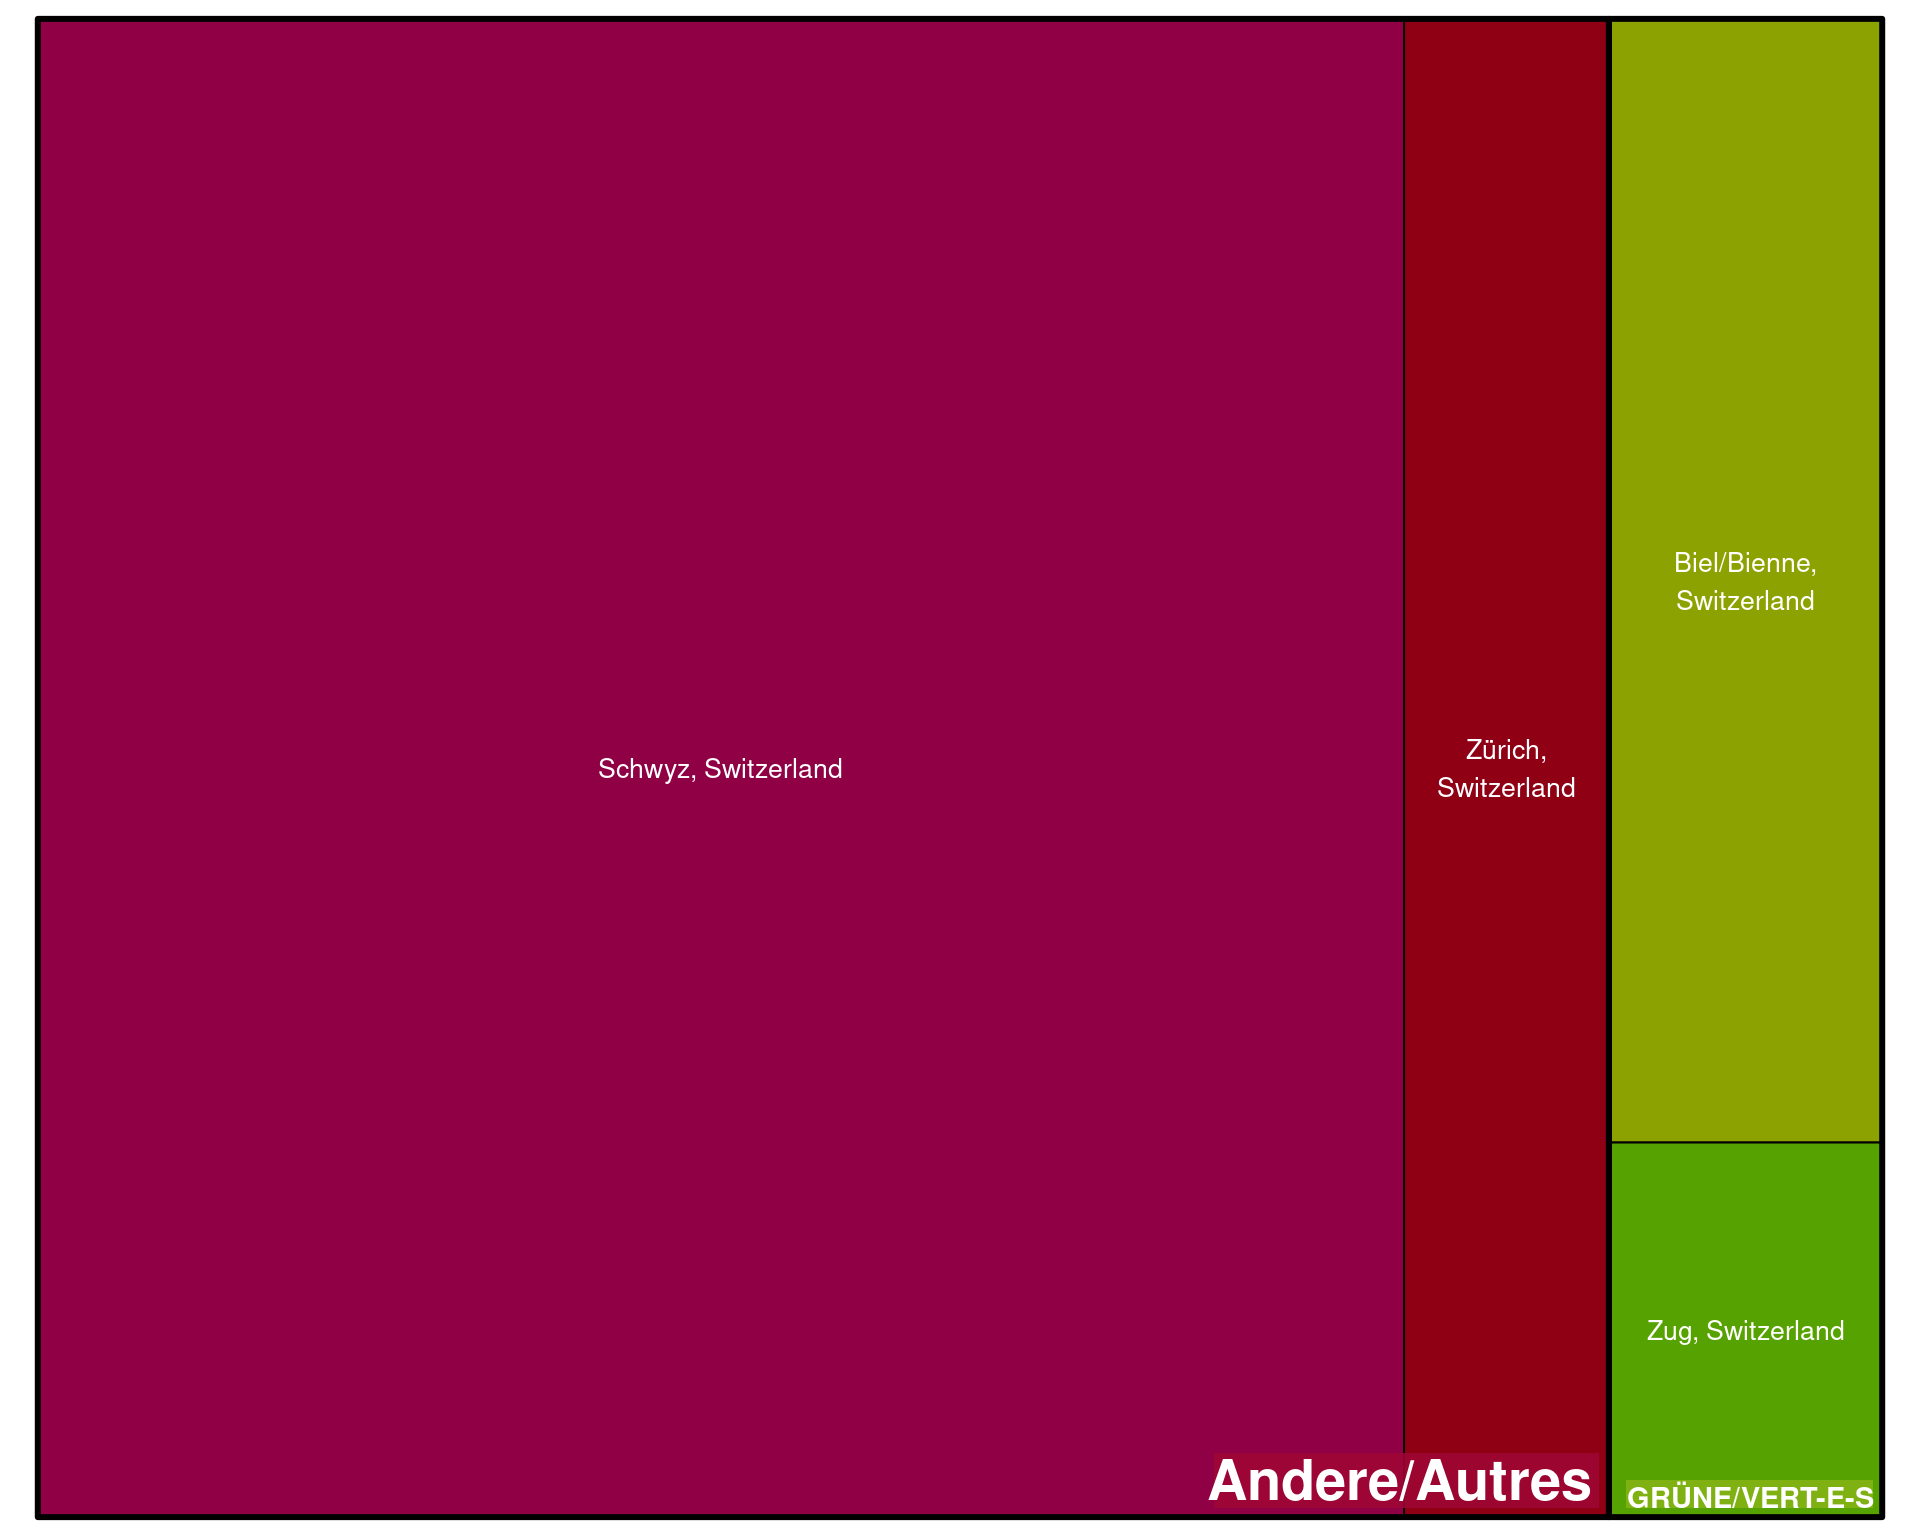 Schwyz, Switzerland
Zürich,
Switzerland
Andere/Autres
Biel/Bienne,
Switzerland
Zug, Switzerland
GRÜNE/VERT-E-S